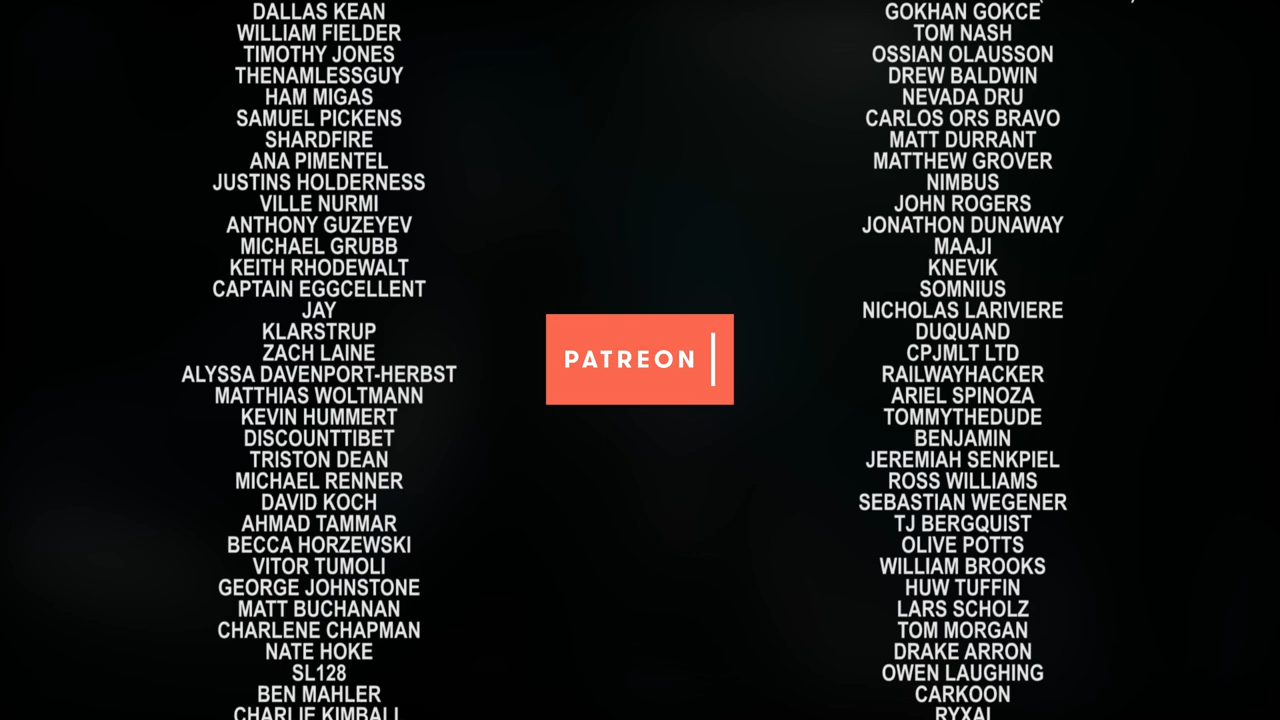 DALLAS KEAN
WILLIAM FIELDER
TIMOTHY JONES
THENAMLESSGUY
HAM MIGAS
SAMUEL PICKENS
SHARDFIRE
ANA PIMENTEL
JUSTINS HOLDERNESS
VILLE NURMI
ANTHONY GUZEYEV
MICHAEL GRUBB
KEITH RHODEWALT
CAPTAIN EGGCELLENT
JAY
KLARSTRUP
ZACH LAINE
ALYSSA DAVENPORT-HERBST
MATTHIAS WOLTMANN
KEVIN HUMMERT
DISCOUNTTIBET
TRISTON DEAN
MICHAEL RENNER
DAVID KOCH
AHMAD TAMMAR
BECCA HORZEWSKI
VITOR TUMOLI
GEORGE JOHNSTONE
MATT BUCHANAN
CHARLENE CHAPMAN
NATE HOKE
SL128
BEN MAHLER
CHARLIE KIMBALL
PATREON
GOKHAN GOKCE
TOM NASH
OSSIAN OLAUSSON
DREW BALDWIN
NEVADA DRU
CARLOS ORS BRAVO
MATT DURRANT
MATTHEW GROVER
NIMBUS
JOHN ROGERS
JONATHON DUNAWAY
MAAJI
KNEVIK
SOMNIUS
NICHOLAS LARIVIERE
DUQUAND
CPJMLT LTD
RAILWAYHACKER
ARIEL SPINOZA
TOMMYTHEDUDE
BENJAMIN
JEREMIAH SENKPIEL
ROSS WILLIAMS
SEBASTIAN WEGENER
TJ BERGQUIST
OLIVE POTTS
WILLIAM BROOKS
HUW TUFFIN
LARS SCHOLZ
TOM MORGAN
DRAKE ARRON
OWEN LAUGHING
CARKOON
RYXAL